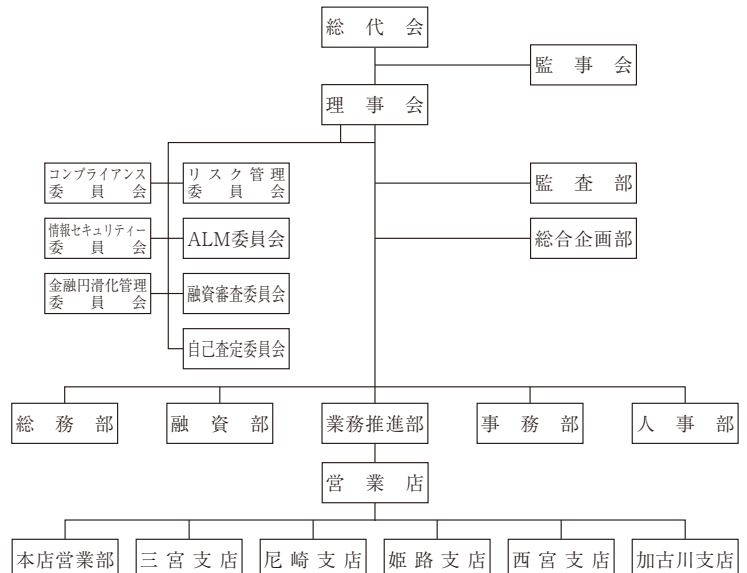 総代会
監事会
理事会
コンプライアンス
委員会
リスク管理
委員会
監査部
情報セキュリティー
委員会
ALM委員会
総合企画部
金融円滑化管理
委員会
融資審査委員会
自己査定委員会
総務部
融資部
業務推進部
事務部
人事部
営業店
本店営業部
三宮支店
尼崎支店
姫路支店
西宮支店
加古川支店